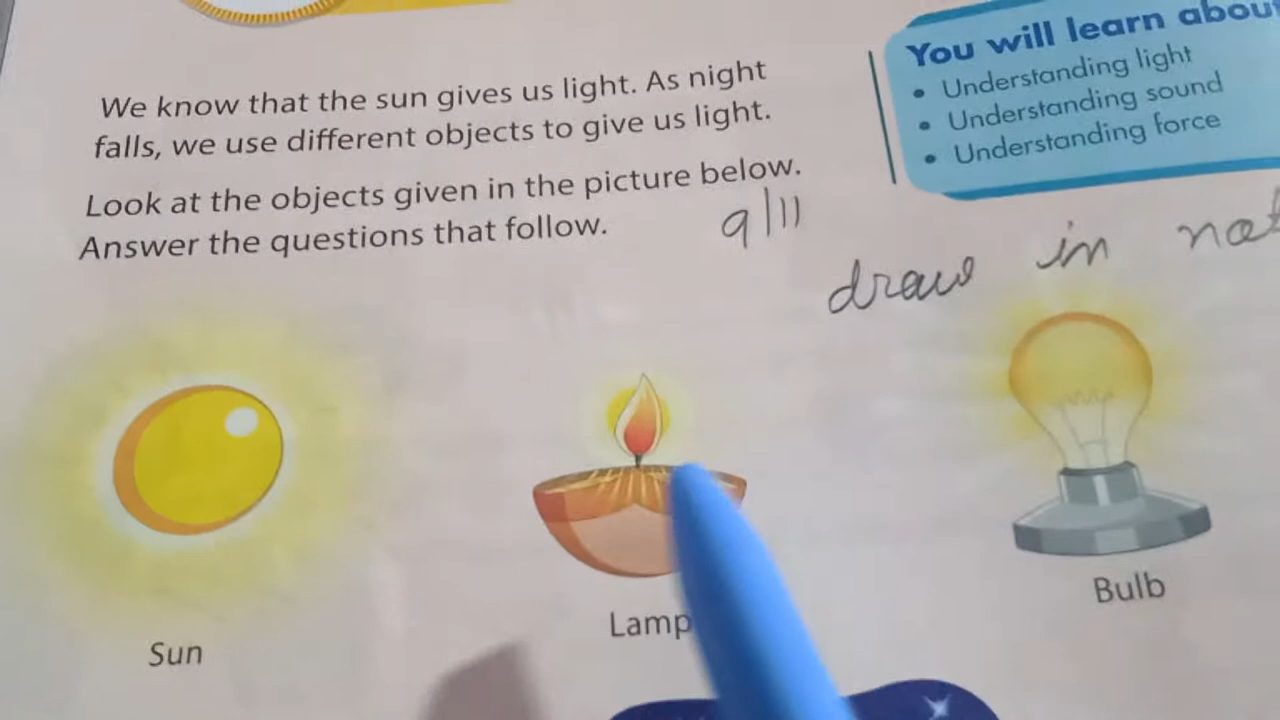 We know that the sun gives us light. As night
falls, we use different objects to give us light.
Look at the objects given in the picture below.
Answer the questions that follow.
You will learn about
• Understanding light
• Understanding sound
• Understanding force
9/11
draw in
Sun
Lamp
Bulb